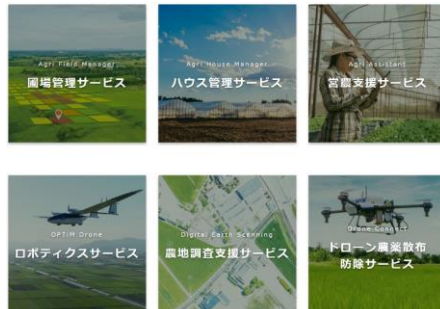 Agri Field Manager
圃場管理サービス
Agri House Manager
ハウス管理サービス
Agri Assistant
営農支援サービス
OPTiM Drone
ロボティクスサービス
Digital Earth Scanning
農地調査支援サービス
Drone Connect
ドローン農薬散布
防除サービス